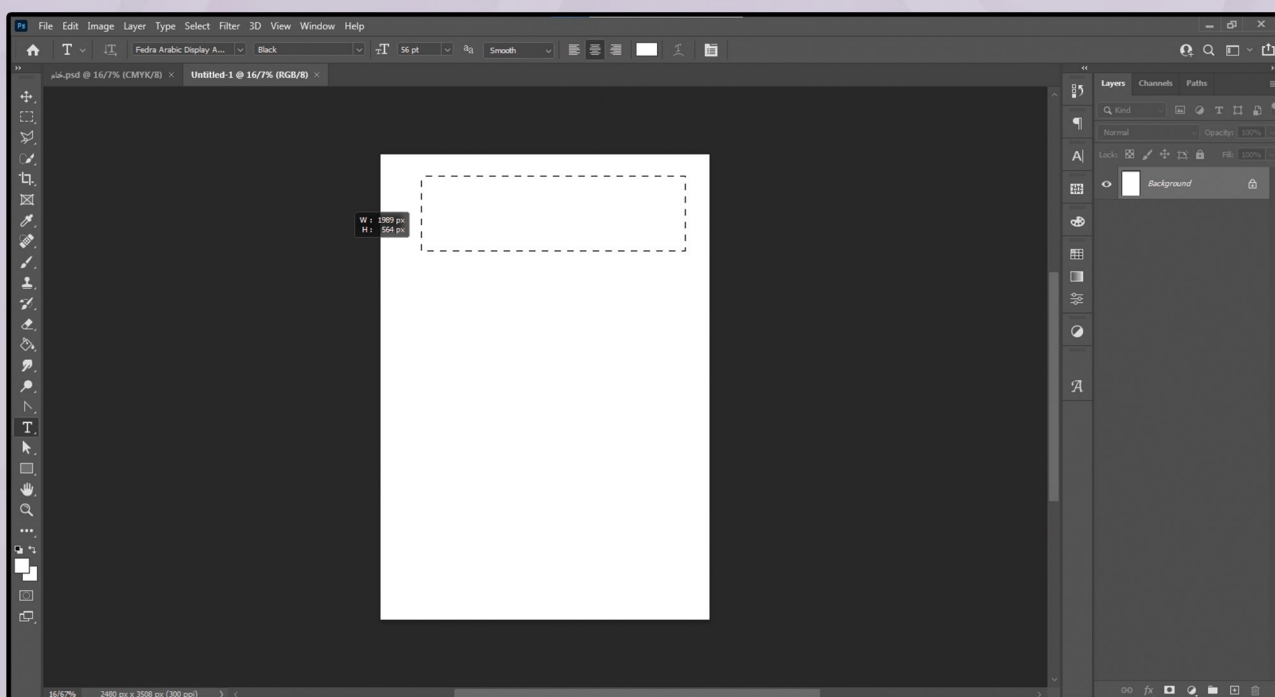 Ps File Edit Image Layer Type Select Filter 3D View Window Help
T Fedra Arabic Display A... Black 56 pt Smooth
خام.psd @ 16/7% (CMYK/8) × Untitled-1 @ 16/7% (RGB/8) ×
Layers Channels Paths
Kind
Normal Opacity: 100%
Lock: Fill: 100%
Background
W : 1989 px
H : 564 px
16/67% 2480 px x 3508 px (300 ppi)